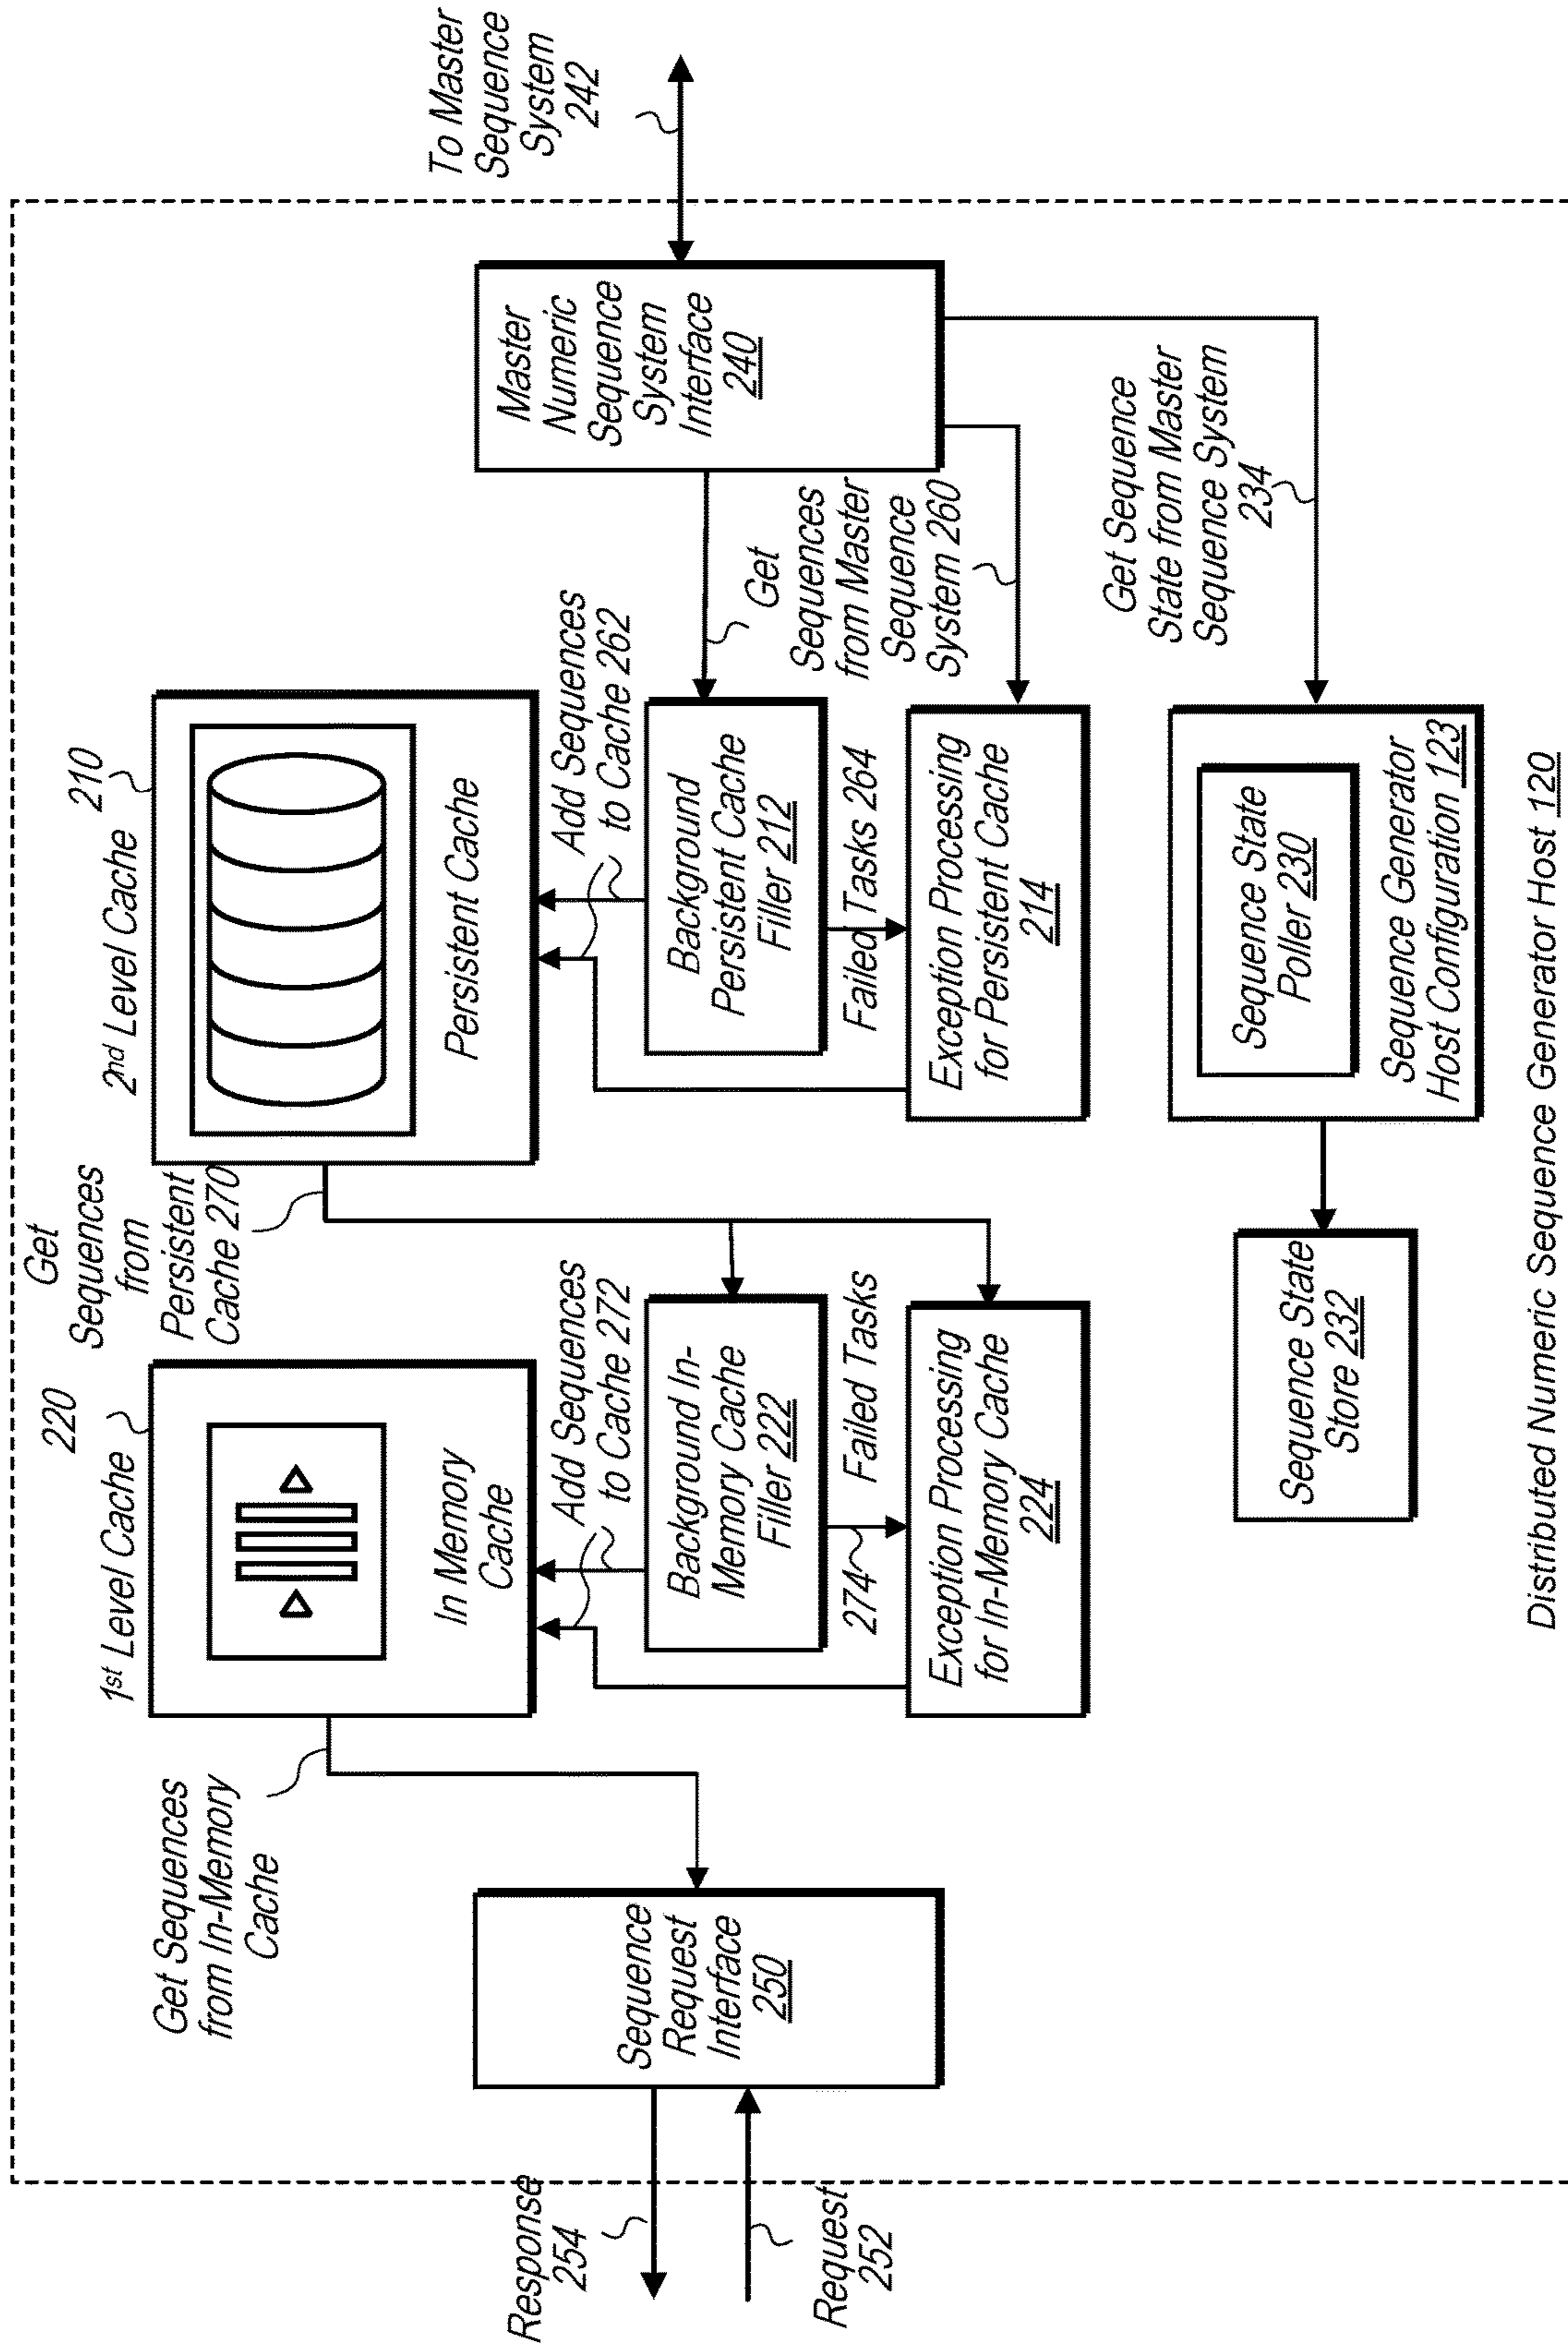 Get
Sequences
from
Persistent
Cache 270
220
1st Level Cache
In Memory
Cache
2nd Level Cache
210
Persistent Cache
To Master
Sequence
System
242
Get Sequences
from In-Memory
Cache
Add Sequences
to Cache 272
Add Sequences
to Cache 262
Response
254
Request
252
Sequence
Request
Interface
250
Background In-
Memory Cache
Filler 222
Background
Persistent Cache
Filler 212
Get
Sequences
from Master
Sequence
System 260
Master
Numeric
Sequence
System
Interface
240
274
Failed Tasks
Failed Tasks 264
Exception Processing
for In-Memory Cache
224
Exception Processing
for Persistent Cache
214
Get Sequence
State from Master
Sequence System
234
Sequence State
Store 232
Sequence State
Poller 230
Sequence Generator
Host Configuration 123
Distributed Numeric Sequence Generator Host 120